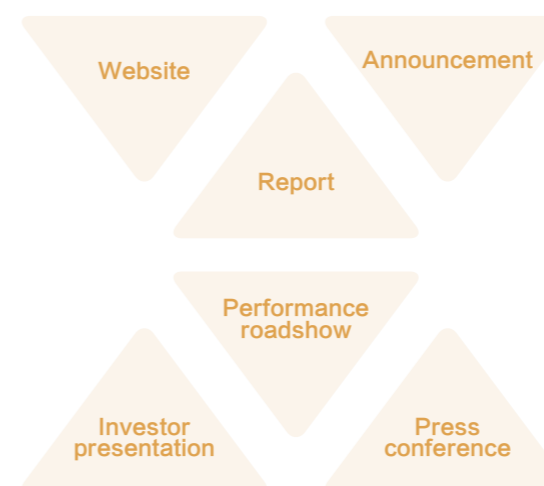 Website
Announcement
Report
Performance
roadshow
Investor
presentation
Press
conference